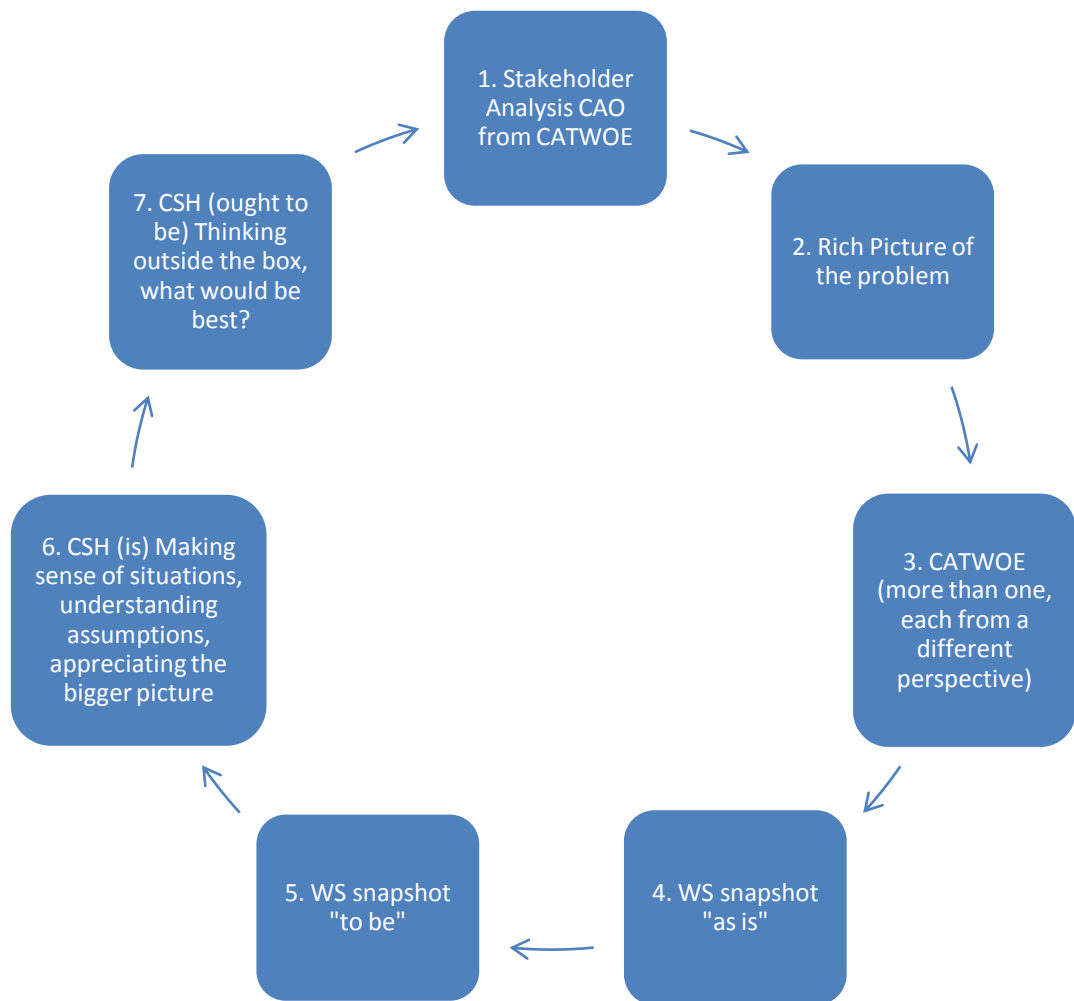 1. Stakeholder
Analysis CAO
from CATWOE
2. Rich Picture of
the problem
3. CATWOE
(more than one,
each from a
different
perspective)
4. WS snapshot
"as is"
5. WS snapshot
"to be"
6. CSH (is) Making
sense of situations,
understanding
assumptions,
appreciating the
bigger picture
7. CSH (ought to
be) Thinking
outside the box,
what would be
best?